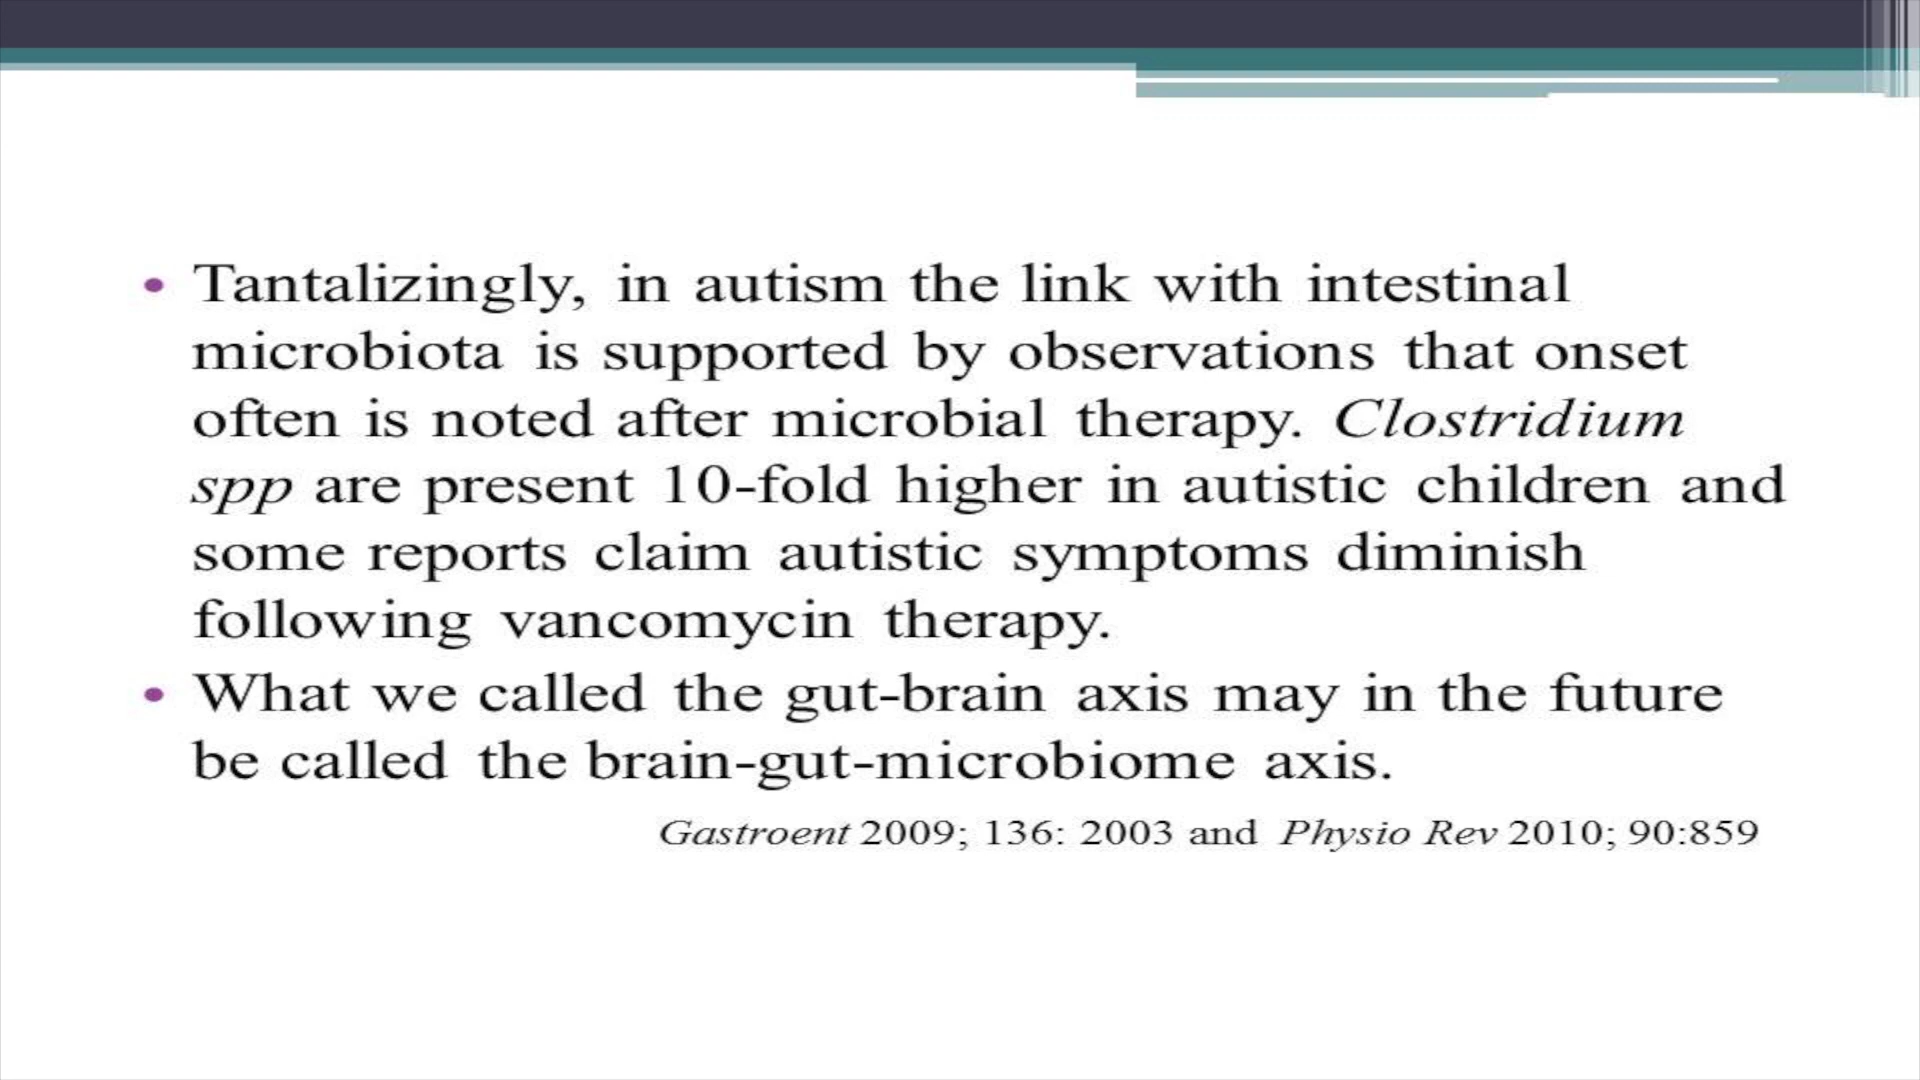 • Tantalizingly, in autism the link with intestinal
microbiota is supported by observations that onset
often is noted after microbial therapy. Clostridium
spp are present 10-fold higher in autistic children and
some reports claim autistic symptoms diminish
following vancomycin therapy.
• What we called the gut-brain axis may in the future
be called the brain-gut-microbiome axis.
Gastroent 2009; 136: 2003 and Physio Rev 2010; 90:859